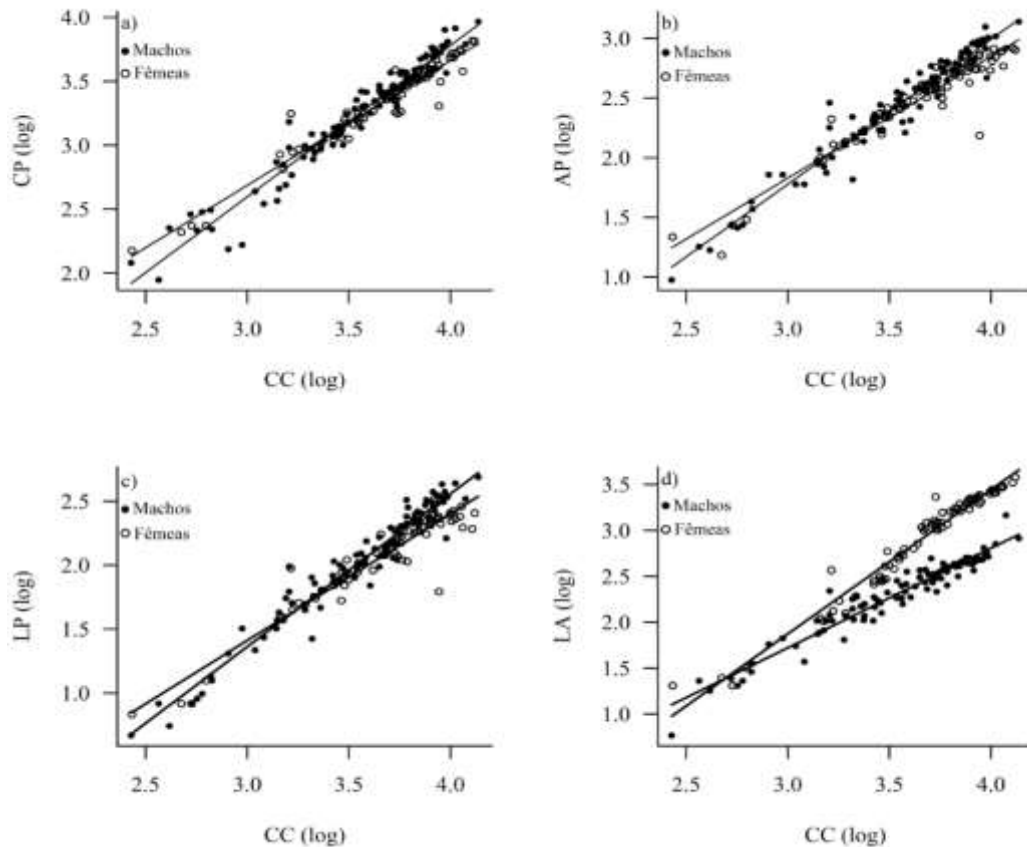 a)
Machos
Fêmeas
CP (log)
4.0
3.5
3.0
2.5
2.0
2.5 3.0 3.5 4.0
CC (log)
b)
Machos
Fêmeas
AP (log)
3.0
2.5
2.0
1.5
1.0
2.5 3.0 3.5 4.0
CC (log)
c)
Machos
Fêmeas
LP (log)
2.5
2.0
1.5
1.0
2.5 3.0 3.5 4.0
CC (log)
d)
Machos
Fêmeas
LA (log)
3.5
3.0
2.5
2.0
1.5
1.0
2.5 3.0 3.5 4.0
CC (log)